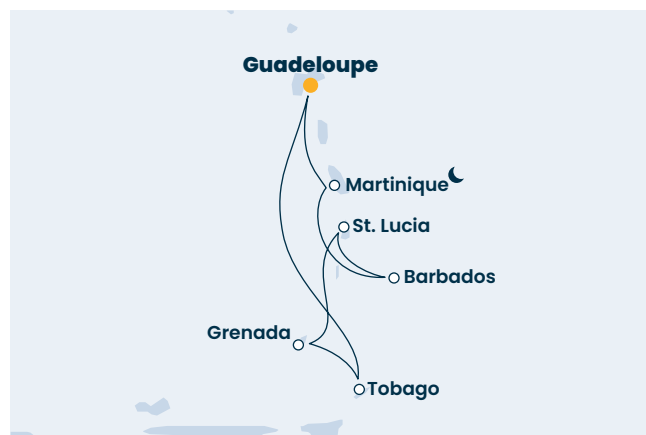 Guadeloupe
Martinique
St. Lucia
Barbados
Grenada
Tobago